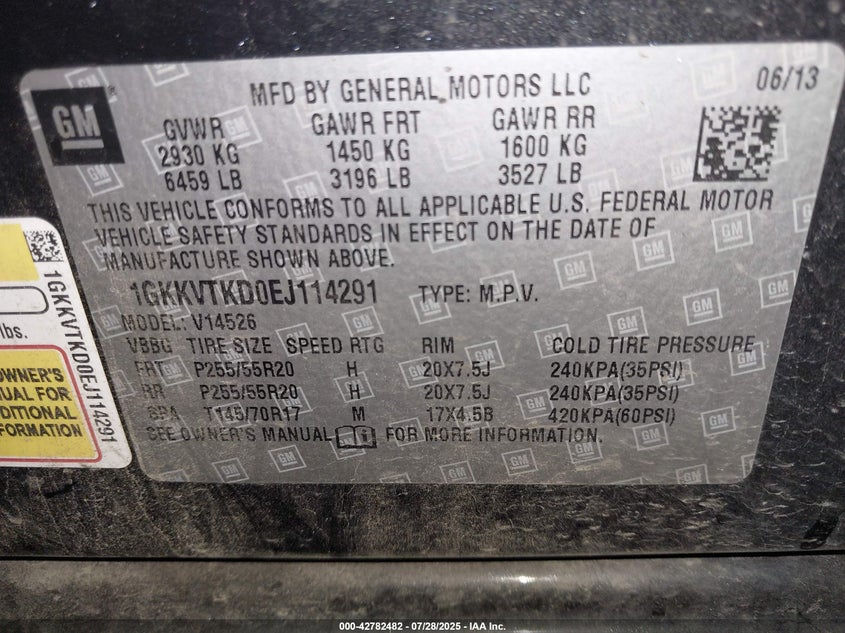 06/13
MFD BY GENERAL MOTORS LLC
GM
GVWR GAWR FRT GAWR RR
2930 KG 1450 KG 1600 KG
6459 LB 3196 LB 3527 LB
THIS VEHICLE CONFORMS TO ALL APPLICABLE U.S. FEDERAL MOTOR
VEHICLE SAFETY STANDARDS IN EFFECT ON THE DATE OF
MANUFACTURE SHOWN ABOVE.
1GKKVTKD0EJ114291 TYPE: M.P.V.
MODEL: V14526
VBBG TIRE SIZE SPEED RTG RIM COLD TIRE PRESSURE
FRT P255/55R20 H 20X7.5J 240KPA(35PSI)
RR P255/55R20 H 20X7.5J 240KPA(35PSI)
SPA T145/70R17 M 17X4.5B 420KPA(60PSI)
SEE OWNER'S MANUAL FOR MORE INFORMATION.
1GKKVTKD0EJ114291
lbs.
OWNER'S
UAL FOR
DITIONAL
FORMATION
000-42782482 / 07/28/2025 - IAA Inc.